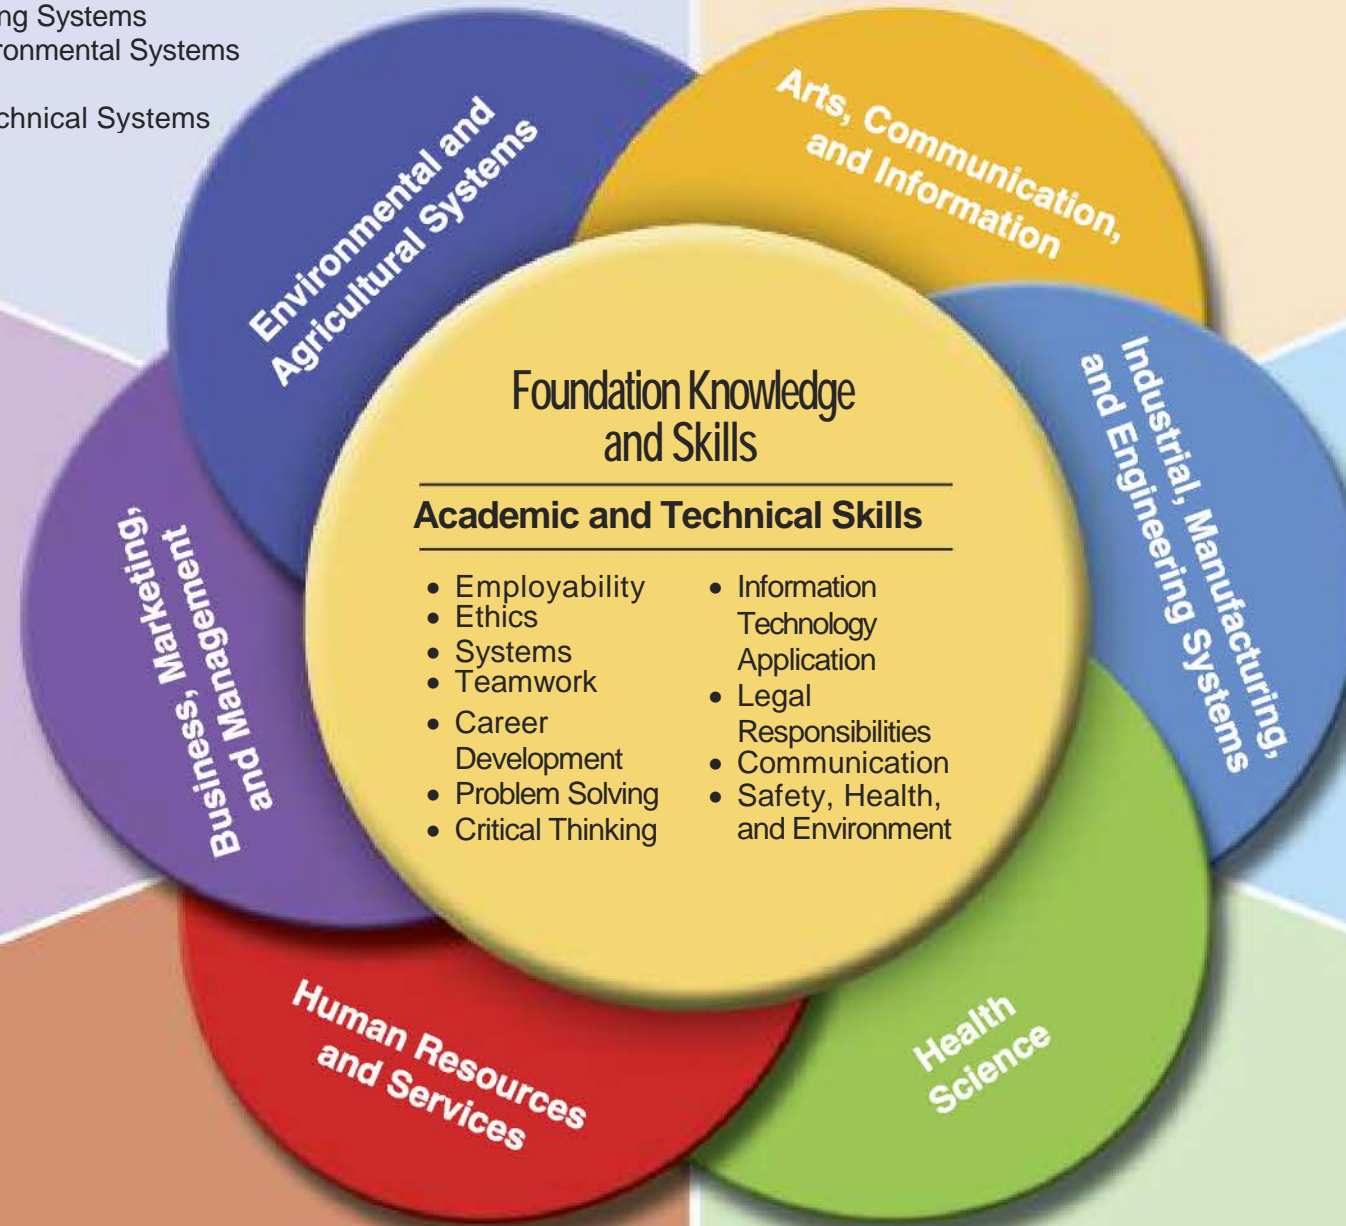 ng Systems
ronmental Systems
chnical Systems
Environmental and
Agricultural Systems
Arts, Communication,
and Information
Industrial, Manufacturing,
and Engineering Systems
Health
Science
Human Resources
and Services
Business, Marketing,
and Management
Foundation Knowledge
and Skills
Academic and Technical Skills
• Employability
• Ethics
• Systems
• Teamwork
• Career
Development
• Problem Solving
• Critical Thinking
• Information
Technology
Application
• Legal
Responsibilities
• Communication
• Safety, Health,
and Environment